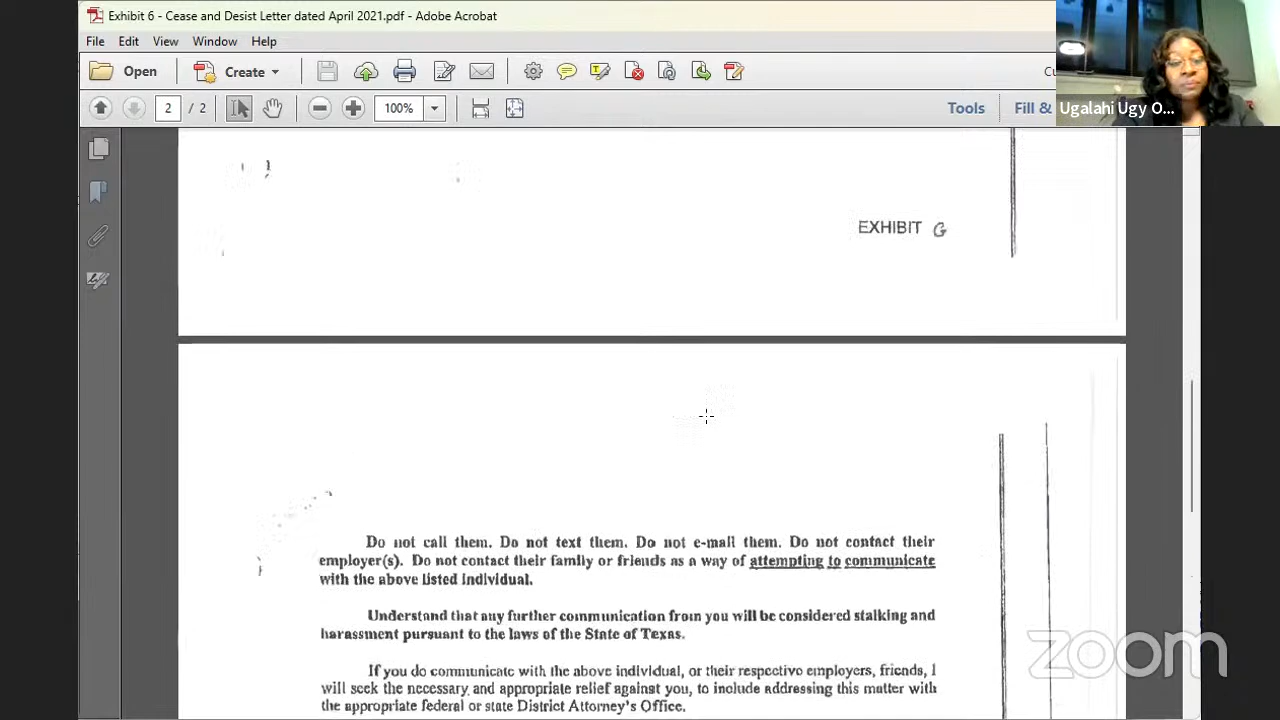 Exhibit 6 - Cease and Desist Letter dated April 2021.pdf - Adobe Acrobat
File Edit View Window Help
Open Create Cu
2 / 2 100% Tools Fill &
Ugalahi Ugy O...
EXHIBIT G
Do not call them. Do not text them. Do not e-mail them. Do not contact their
employer(s). Do not contact their family or friends as a way of attempting to communicate
with the above listed individual.
Understand that any further communication from you will be considered stalking and
harassment pursuant to the laws of the State of Texas.
If you do communicate with the above individual, or their respective employers, friends, I
will seek the necessary and appropriate relief against you, to include addressing this matter with
the appropriate federal or state District Attorney's Office.
zoom